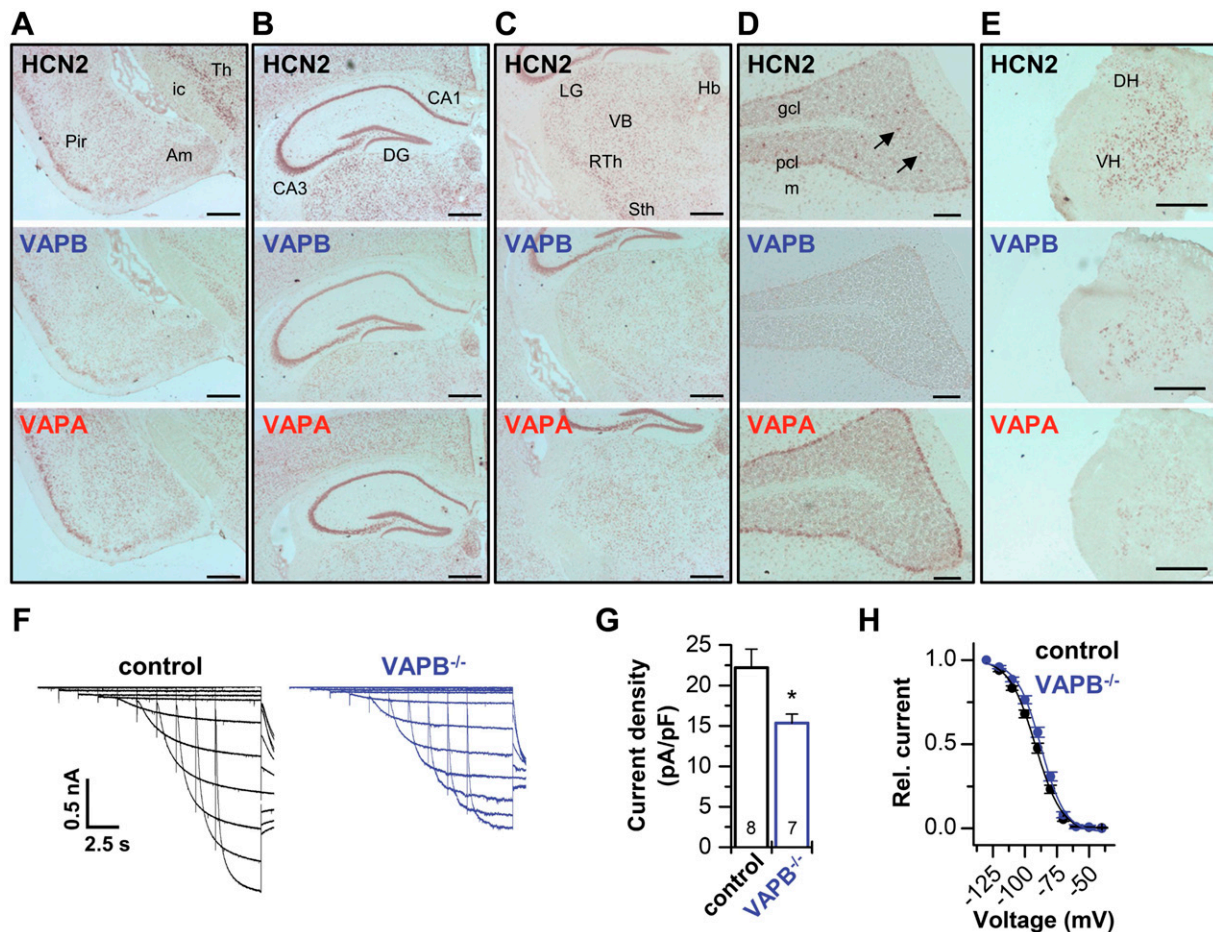 A
B
C
D
E
HCN2
ic
Th
Pir
Am
HCN2
CA1
DG
CA3
HCN2
LG
Hb
VB
RTh
Sth
HCN2
gcl
pcl
m
HCN2
DH
VH
VAPB
VAPB
VAPB
VAPB
VAPB
VAPA
VAPA
VAPA
VAPA
VAPA
F
control
VAPB-/-
0.5 nA
2.5 s
G
Current density
(pA/pF)
25
20
15
10
5
0
*
8
7
control
VAPB-/-
H
control
VAPB-/-
Rel. current
1.0
0.5
0.0
-125
-100
-75
-50
Voltage (mV)